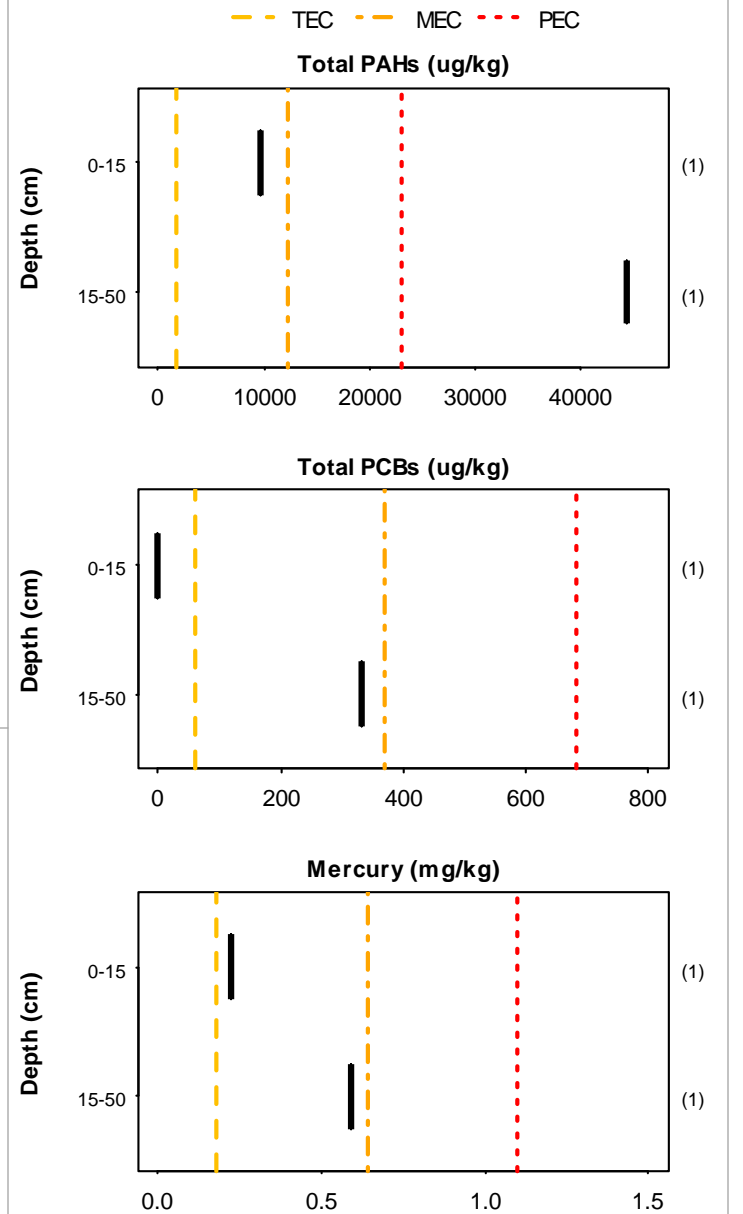 TEC MEC PEC
Total PAHs (ug/kg)
Depth (cm)
0-15 (1)
15-50 (1)
0 10000 20000 30000 40000
Total PCBs (ug/kg)
Depth (cm)
0-15 (1)
15-50 (1)
0 200 400 600 800
Mercury (mg/kg)
Depth (cm)
0-15 (1)
15-50 (1)
0.0 0.5 1.0 1.5